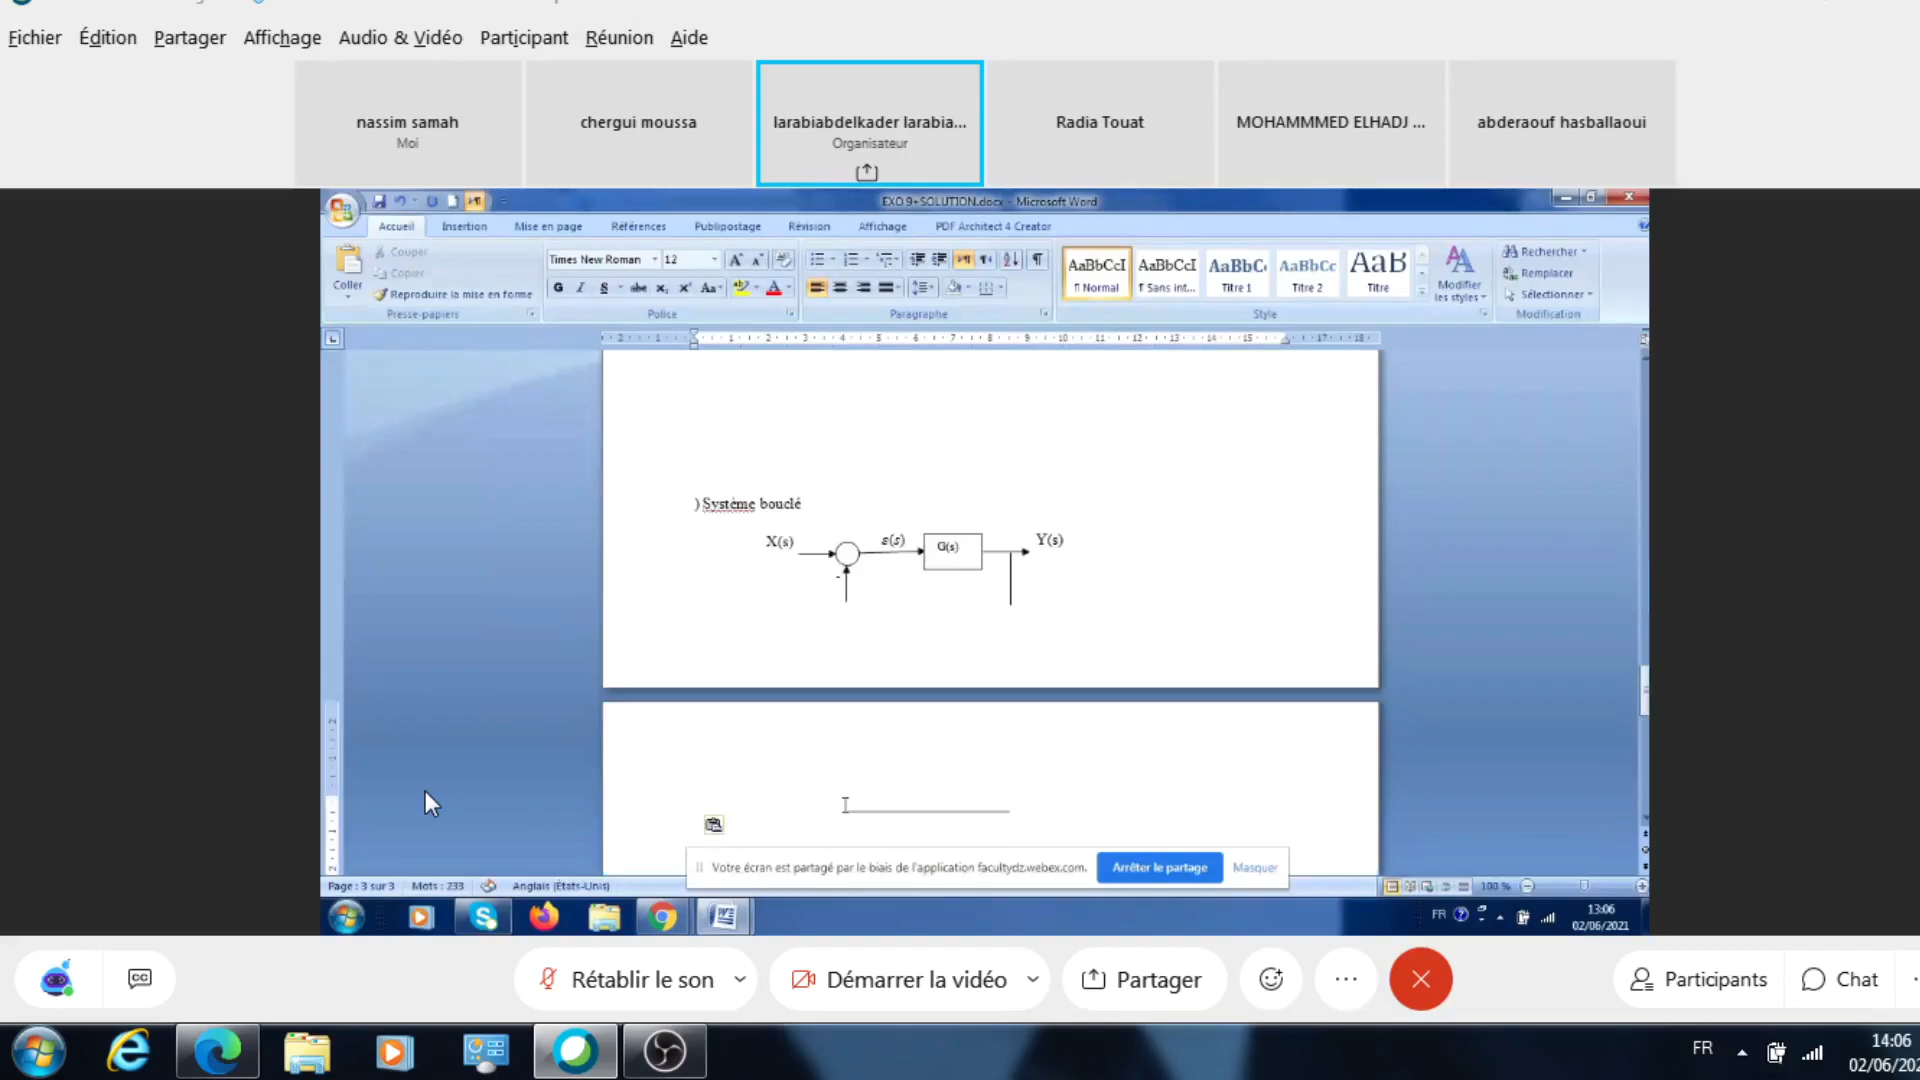 Fichier Édition Partager Affichage Audio & Vidéo Participant Réunion Aide
nassim samah
Moi
chergui moussa
larabiabdelkader larabia...
Organisateur
Radia Touat
MOHAMMMED ELHADJ ...
abderaouf hasballaoui
EXO 9+SOLUTION.docx - Microsoft Word
Accueil Insertion Mise en page Références Publipostage Révision Affichage PDF Architect 4 Creator
Coller
Couper
Copier
Reproduire la mise en forme
Presse-papiers
Times New Roman 12
Police
Paragraphe
AaBbCcI AaBbCcI AaBbC AaBbCc AaB
¶ Normal ¶ Sans int... Titre 1 Titre 2 Titre
Modifier les styles
Style
Rechercher
Remplacer
Sélectionner
Modification
) Système bouclé
X(s) ε(s) G(s) Y(s)
-
Votre écran est partagé par le biais de l'application facultydz.webex.com. Arrêter le partage Masquer
Page : 3 sur 3 Mots : 233 Anglais (États-Unis) 100 %
FR 13:06
02/06/2021
Rétablir le son Démarrer la vidéo Partager Participants Chat
FR 14:06
02/06/202